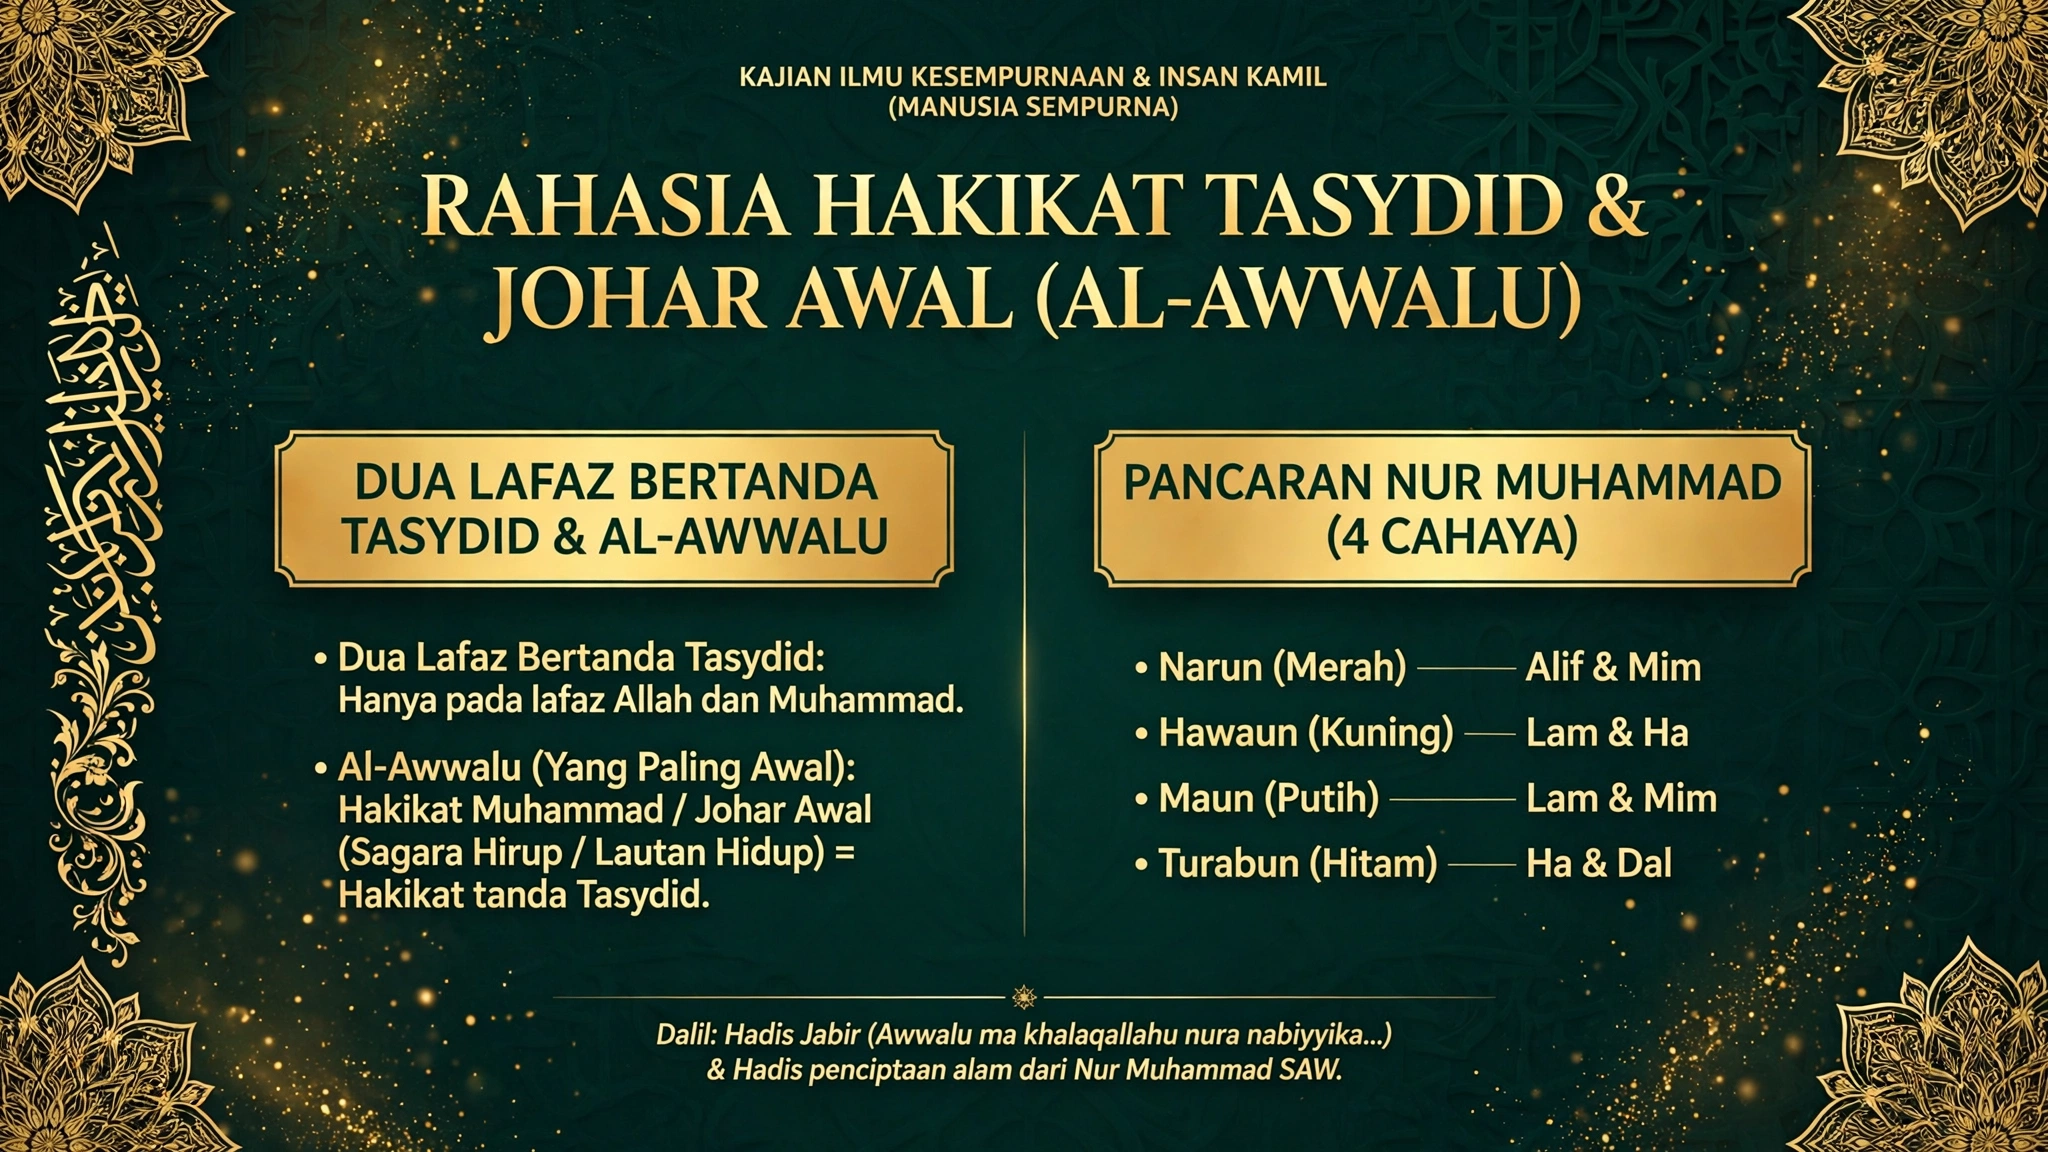 KAJIAN ILMU KESEMPURNAAN & INSAN KAMIL
(MANUSIA SEMPURNA)
RAHASIA HAKIKAT TASYDID &
JOHAR AWAL (AL-AWWALU)
DUA LAFAZ BERTANDA
TASYDID & AL-AWWALU
• Dua Lafaz Bertanda Tasydid:
Hanya pada lafaz Allah dan Muhammad.
• Al-Awwalu (Yang Paling Awal):
Hakikat Muhammad / Johar Awal
(Sagara Hirup / Lautan Hidup) =
Hakikat tanda Tasydid.
PANCARAN NUR MUHAMMAD
(4 CAHAYA)
• Narun (Merah) —— Alif & Mim
• Hawaun (Kuning) —— Lam & Ha
• Maun (Putih) —— Lam & Mim
• Turabun (Hitam) —— Ha & Dal
Dalil: Hadis Jabir (Awwalu ma khalaqallahu nura nabiyyika...)
& Hadis penciptaan alam dari Nur Muhammad SAW.